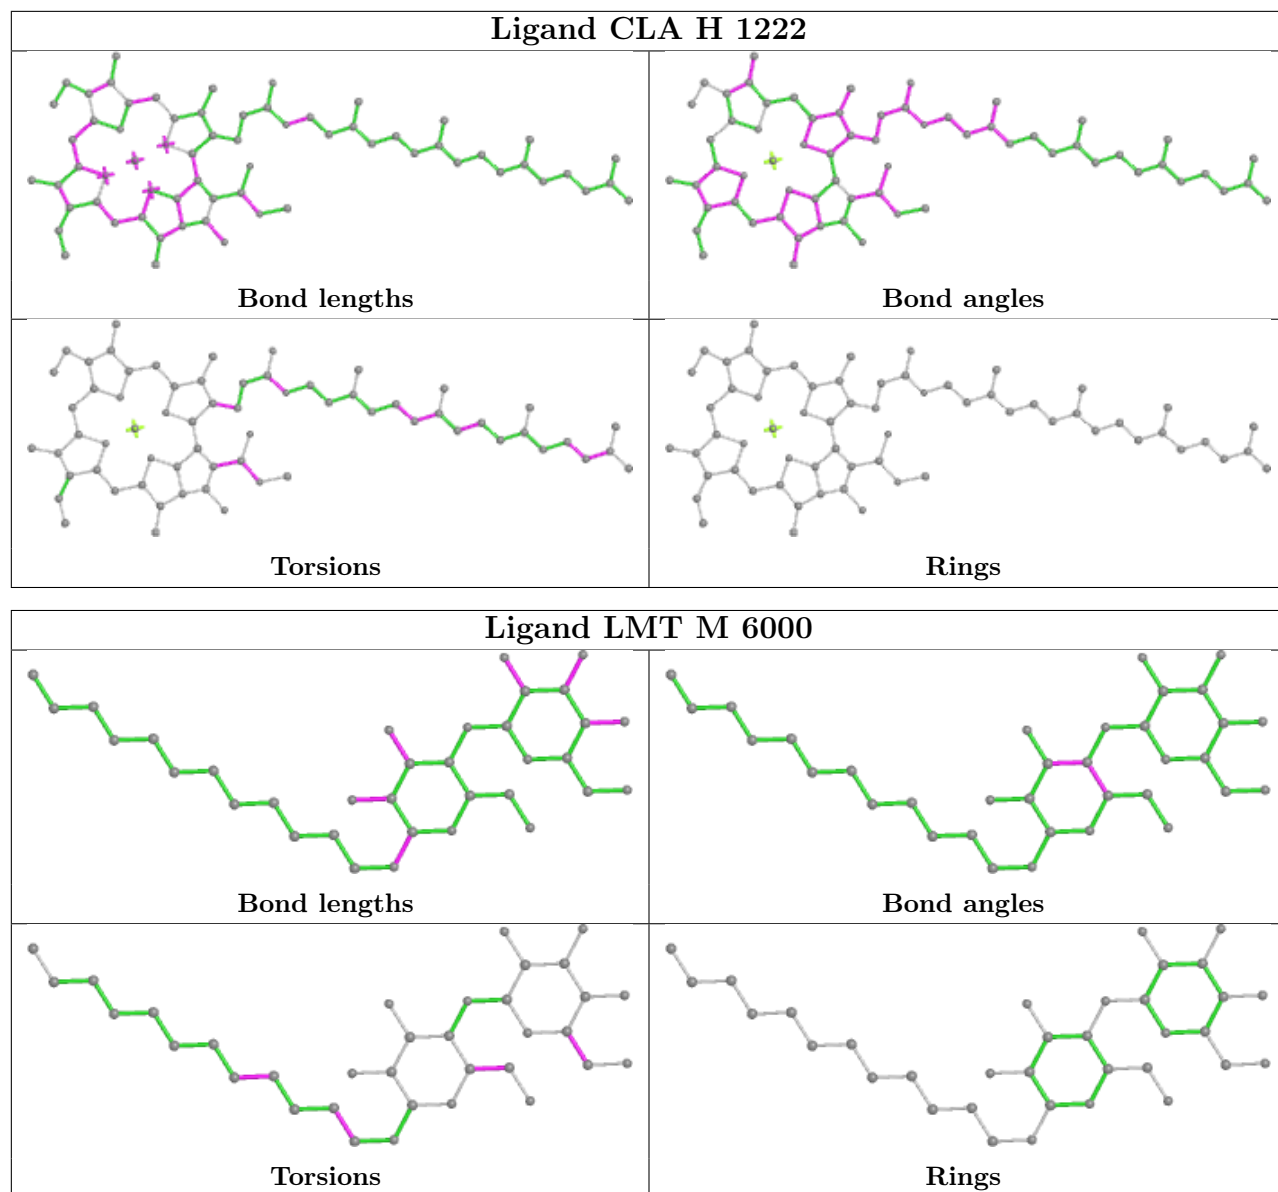 Ligand CLA H 1222
Bond lengths
Bond angles
Torsions
Rings
Ligand LMT M 6000
Bond lengths
Bond angles
Torsions
Rings